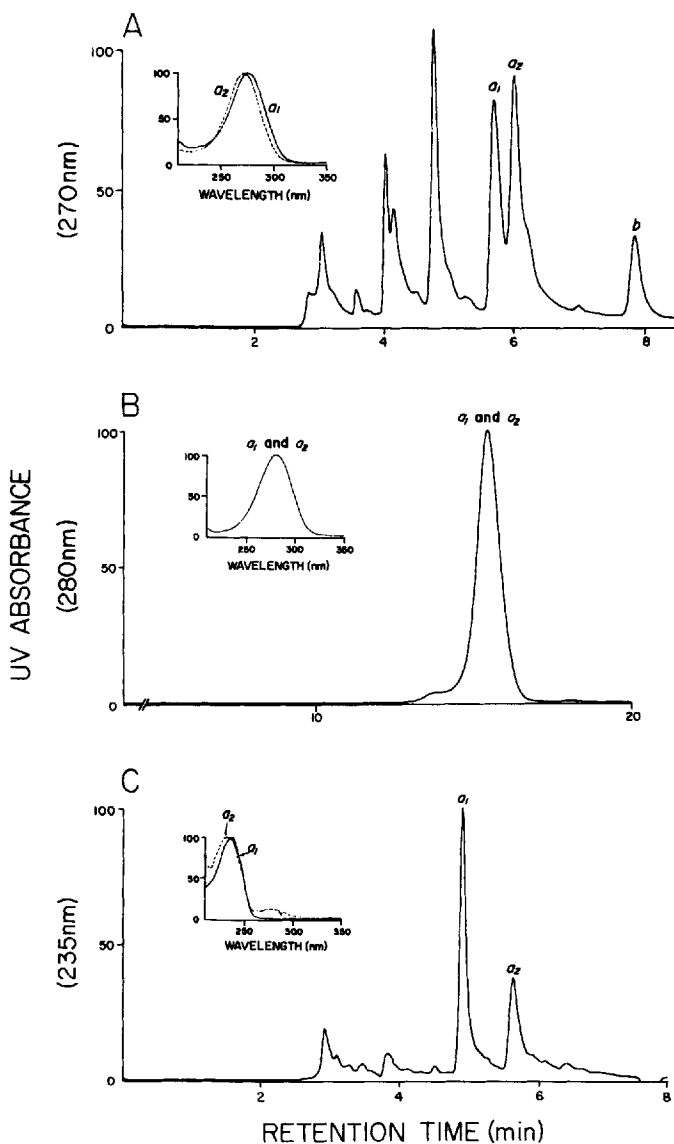 A
100
50
0
(270nm)
100
50
0
250
300
350
WAVELENGTH (nm)
a2
a1
a1
a2
b
2
4
6
8
B
100
50
0
UV ABSORBANCE
(280nm)
a1 and a2
100
50
0
250
300
350
WAVELENGTH (nm)
a1 and a2
10
20
C
100
50
0
(235nm)
a2
a1
100
50
0
250
300
350
WAVELENGTH (nm)
a1
a2
2
4
6
8
RETENTION TIME (min)